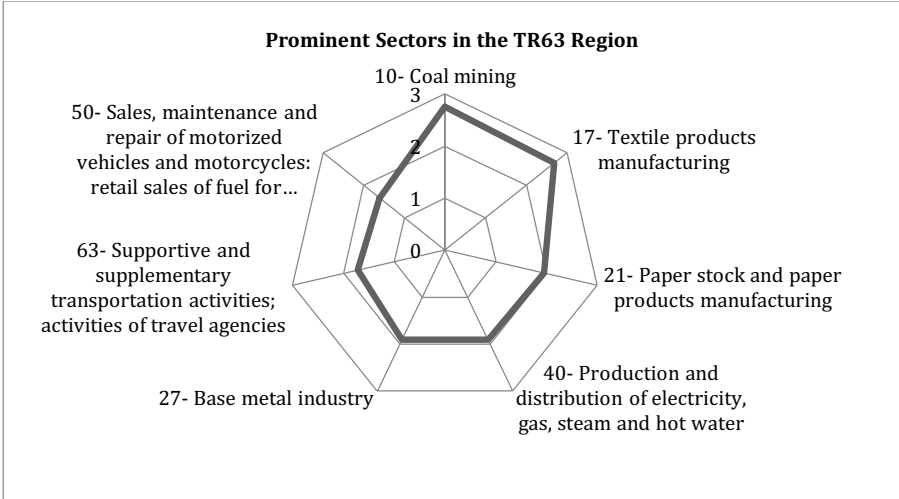 Prominent Sectors in the TR63 Region
10- Coal mining
3
2
1
0
17- Textile products
manufacturing
21- Paper stock and paper
products manufacturing
40- Production and
distribution of electricity,
gas, steam and hot water
27- Base metal industry
63- Supportive and
supplementary
transportation activities;
activities of travel agencies
50- Sales, maintenance and
repair of motorized
vehicles and motorcycles:
retail sales of fuel for…